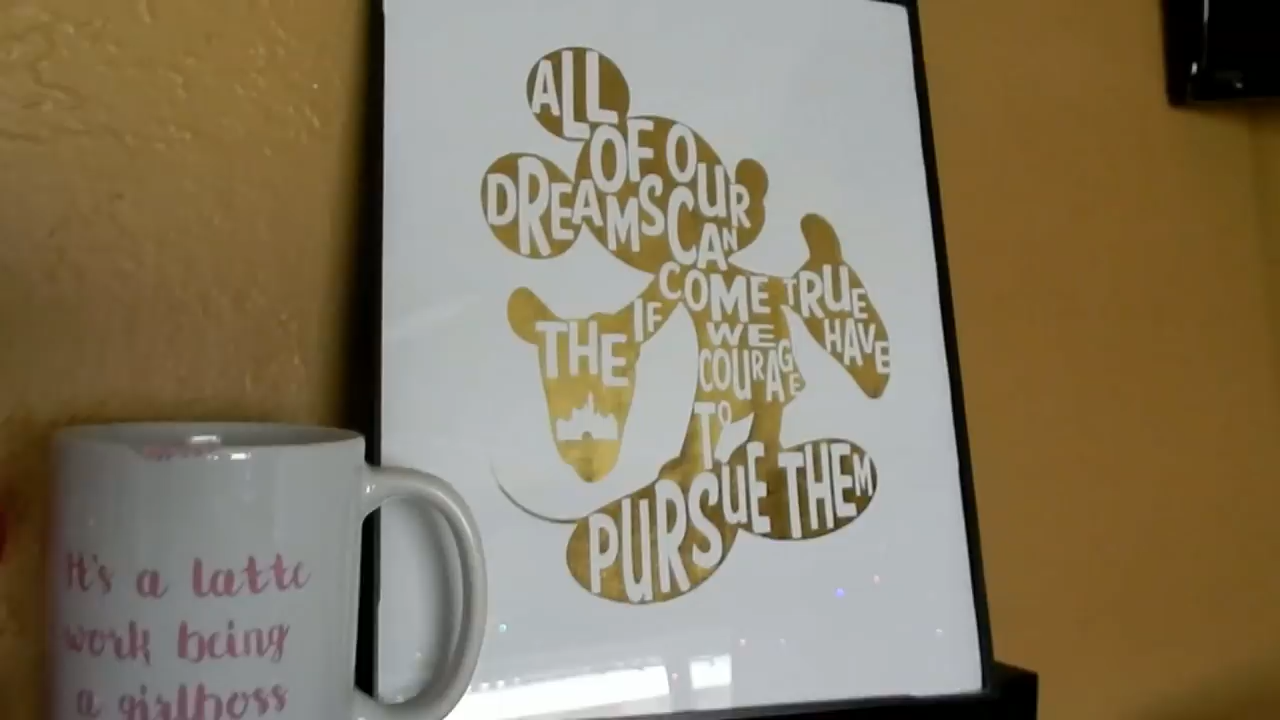 ALL
OF OUR
DREAMS CAN
COME TRUE
THE IF WE HAVE
COURAGE
TO
PURSUE THEM
It's a latte
work being
a girlboss